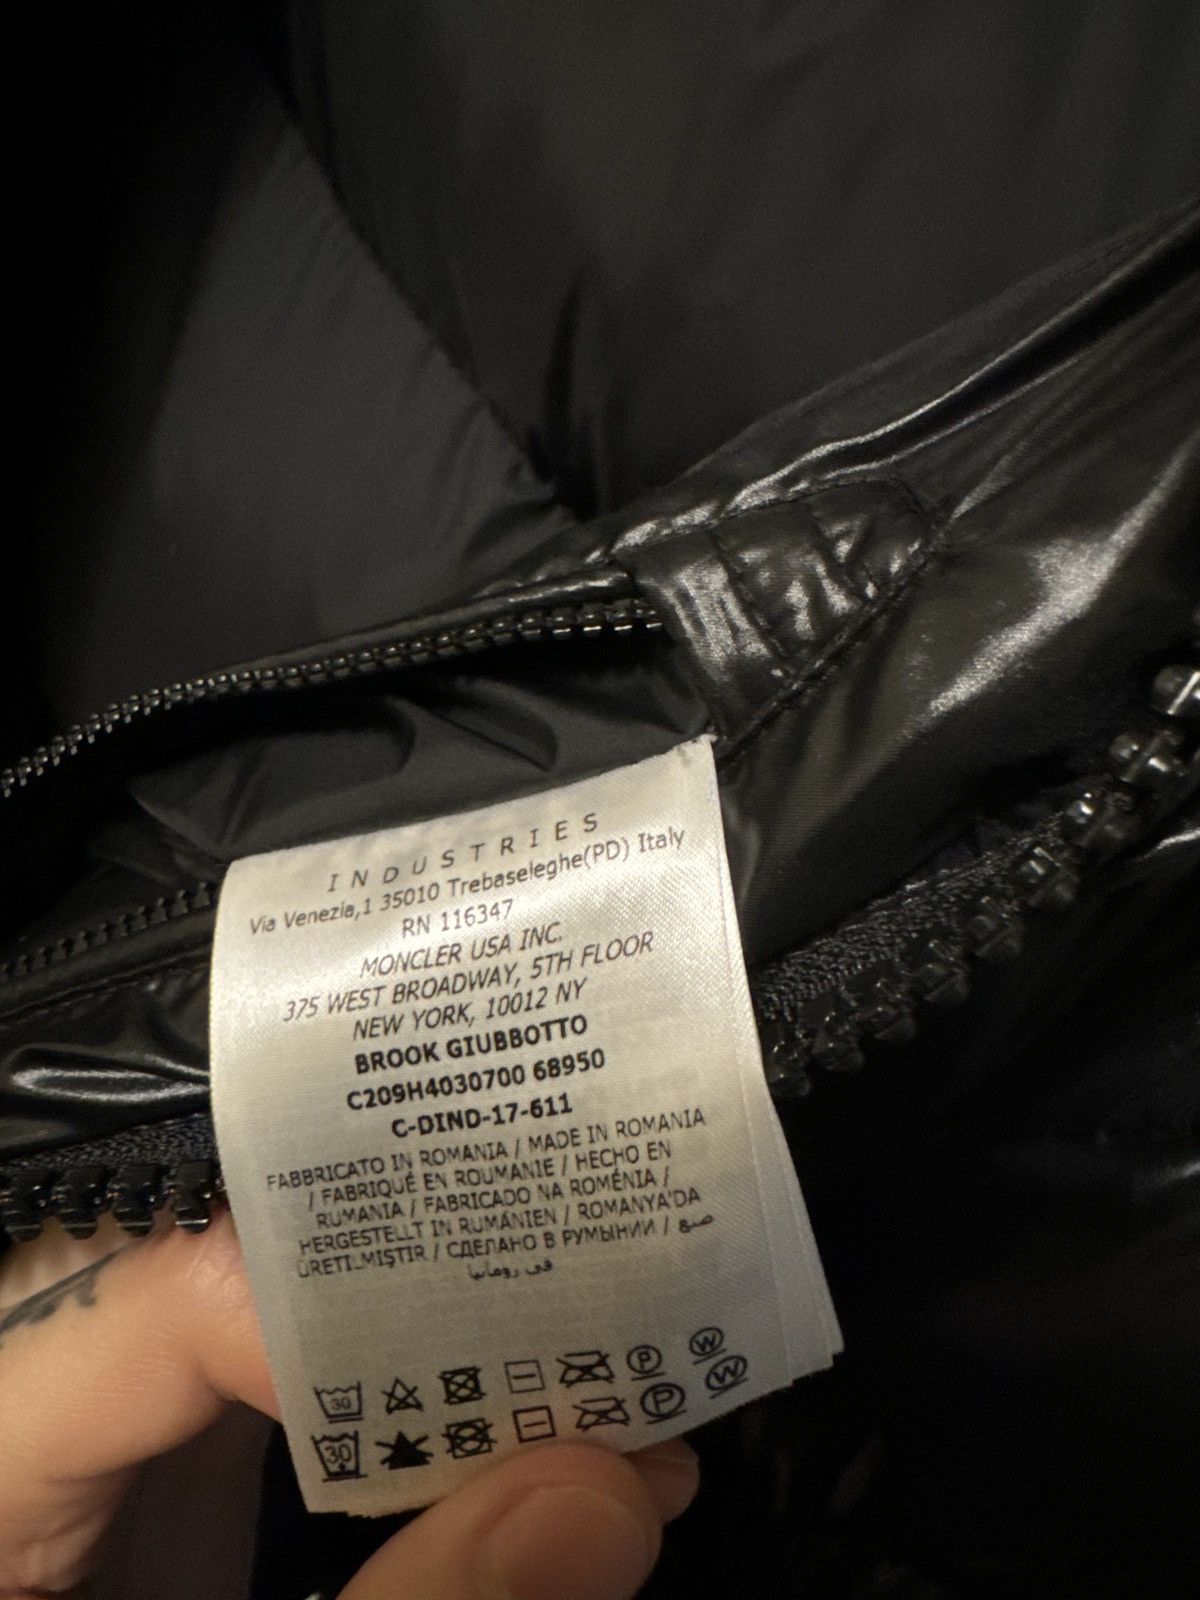 INDUSTRIES
Via Venezia,1 35010 Trebaseleghe(PD) Italy
RN 116347
MONCLER USA INC.
375 WEST BROADWAY, 5TH FLOOR
NEW YORK, 10012 NY
BROOK GIUBBOTTO
C209H4030700 68950
C-DIND-17-611
FABBRICATO IN ROMANIA / MADE IN ROMANIA
/ FABRIQUÉ EN ROUMANIE / HECHO EN
RUMANIA / FABRICADO NA ROMÉNIA /
HERGESTELLT IN RUMÄNIEN / ROMANYA'DA
ÜRETILMIŞTIR / СДЕЛАНО В РУМЫНИИ / صنع
في رومانيا
30 P W
30 P W